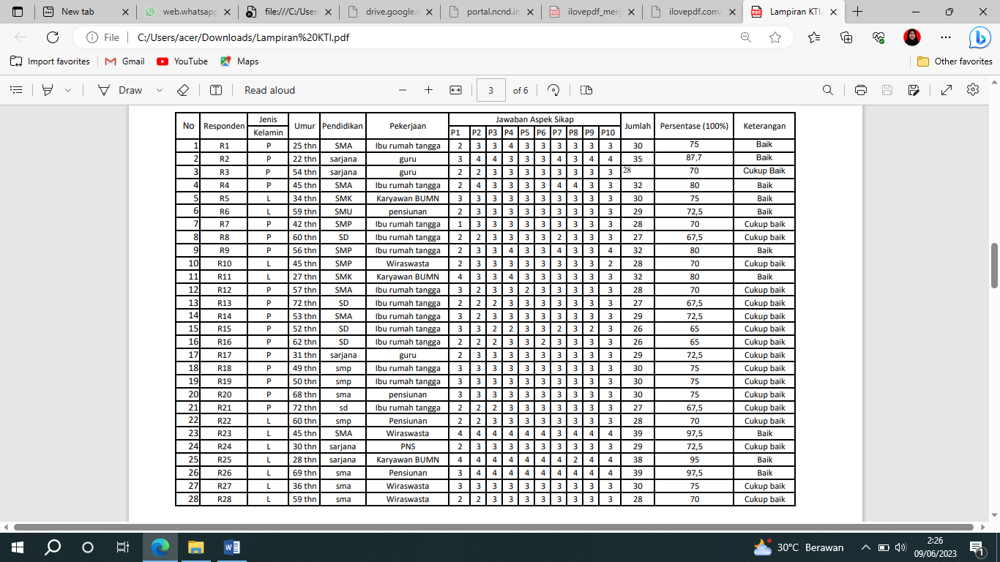 New tab web.whatsapp file:///C:/User drive.google.c portal.ncnd.in ilovepdf_merg ilovepdf.com/ Lampiran KTI.p
File C:/Users/acer/Downloads/Lampiran%20KTI.pdf
Import favorites Gmail YouTube Maps Other favorites
Draw Read aloud 3 of 6
No Responden Jenis Kelamin Umur Pendidikan Pekerjaan Jawaban Aspek Sikap Jumlah Persentase (100%) Keterangan
P1 P2 P3 P4 P5 P6 P7 P8 P9 P10
1 R1 P 25 thn SMA Ibu rumah tangga 2 3 3 4 3 3 3 3 3 3 30 75 Baik
2 R2 P 22 thn sarjana guru 3 4 4 3 3 3 4 3 4 4 35 87,7 Baik
3 R3 P 54 thn sarjana guru 2 2 3 3 3 3 3 3 3 3 28 70 Cukup Baik
4 R4 P 45 thn SMA Ibu rumah tangga 2 4 3 3 3 3 4 4 3 3 32 80 Baik
5 R5 L 34 thn SMK Karyawan BUMN 3 3 3 3 3 3 3 3 3 3 30 75 Baik
6 R6 L 59 thn SMU pensiunan 2 3 3 3 3 3 3 3 3 3 29 72,5 Baik
7 R7 P 42 thn SMP Ibu rumah tangga 1 3 3 3 3 3 3 3 3 3 28 70 Cukup baik
8 R8 P 60 thn SD Ibu rumah tangga 2 2 3 3 3 3 2 3 3 3 27 67,5 Cukup baik
9 R9 P 56 thn SMP Ibu rumah tangga 2 3 3 4 3 3 4 3 3 4 32 80 Baik
10 R10 L 45 thn SMP Wiraswasta 2 3 3 3 3 3 3 3 3 2 28 70 Cukup baik
11 R11 L 27 thn SMK Karyawan BUMN 4 3 3 4 3 3 3 3 3 3 32 80 Baik
12 R12 P 57 thn SMA Ibu rumah tangga 3 2 3 3 2 3 3 3 3 3 28 70 Cukup baik
13 R13 P 72 thn SD Ibu rumah tangga 2 2 2 3 3 3 3 3 3 3 27 67,5 Cukup baik
14 R14 P 53 thn SMA Ibu rumah tangga 3 2 3 3 3 3 3 3 3 3 29 72,5 Cukup baik
15 R15 P 52 thn SD Ibu rumah tangga 3 3 2 2 3 3 2 3 2 3 26 65 Cukup baik
16 R16 P 62 thn SD Ibu rumah tangga 2 2 2 3 3 2 3 3 3 3 26 65 Cukup baik
17 R17 P 31 thn sarjana guru 2 3 3 3 3 3 3 3 3 3 29 72,5 Cukup baik
18 R18 P 49 thn smp Ibu rumah tangga 3 3 3 3 3 3 3 3 3 3 30 75 Cukup baik
19 R19 P 50 thn smp Ibu rumah tangga 3 3 3 3 3 3 3 3 3 3 30 75 Cukup baik
20 R20 P 68 thn sma pensiunan 3 3 3 3 3 3 3 3 3 3 30 75 Cukup baik
21 R21 P 72 thn sd Ibu rumah tangga 2 2 2 3 3 3 3 3 3 3 27 67,5 Cukup baik
22 R22 L 60 thn smp Pensiunan 2 2 3 3 3 3 3 3 3 3 28 70 Cukup baik
23 R23 L 45 thn SMA Wiraswasta 4 4 4 4 4 4 3 4 4 4 39 97,5 Baik
24 R24 L 30 thn sarjana PNS 2 3 3 3 3 3 3 3 3 3 29 72,5 Cukup baik
25 R25 L 28 thn sarjana Karyawan BUMN 4 4 4 4 4 4 4 2 4 4 38 95 Baik
26 R26 L 69 thn sma Pensiunan 3 4 4 4 4 4 4 4 4 4 39 97,5 Baik
27 R27 L 36 thn sma Wiraswasta 3 3 3 3 3 3 3 3 3 3 30 75 Cukup baik
28 R28 L 59 thn sma Wiraswasta 2 2 3 3 3 3 3 3 3 3 28 70 Cukup baik
30°C Berawan 2:26
09/06/2023 1